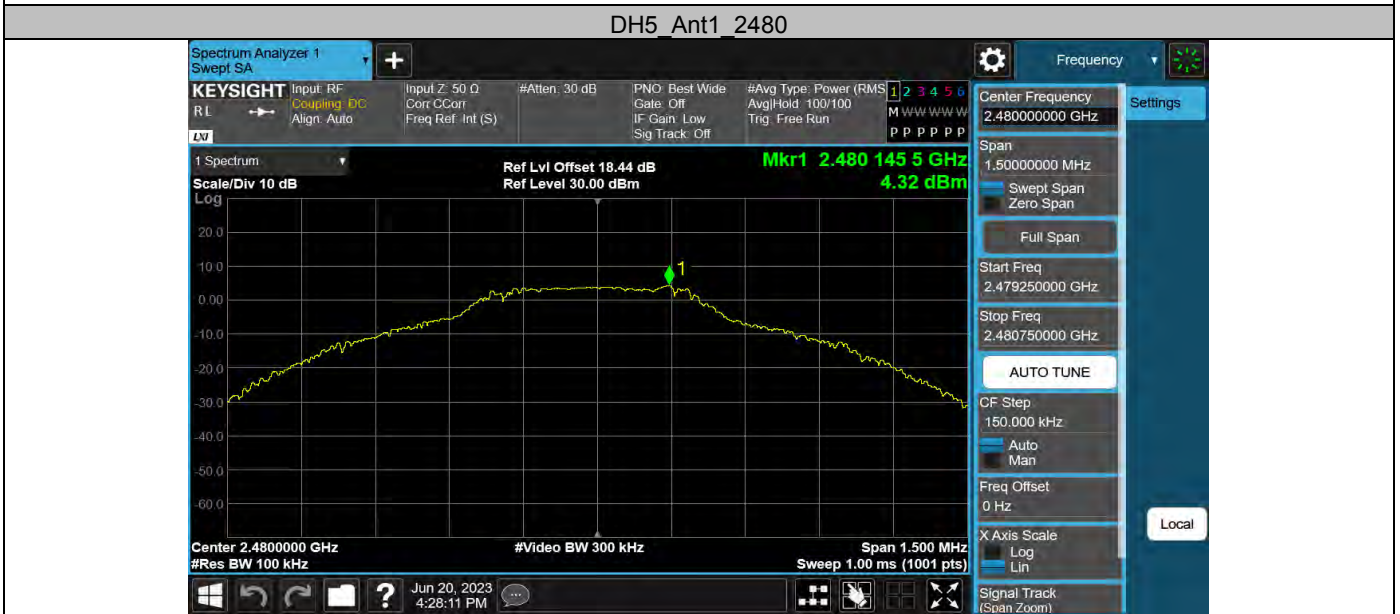 DH5_Ant1_2480
Spectrum Analyzer 1
Swept SA
+
Frequency
KEYSIGHT
RL
LXI
Input: RF
Coupling: DC
Align: Auto
Input Z: 50 Ω
Corr CCorr
Freq Ref: Int (S)
#Atten: 30 dB
PNO: Best Wide
Gate: Off
IF Gain: Low
Sig Track: Off
#Avg Type: Power (RMS
Avg|Hold: 100/100
Trig: Free Run
1 2 3 4 5 6
M W W W W W
P P P P P P
1 Spectrum
Scale/Div 10 dB
Ref Lvl Offset 18.44 dB
Ref Level 30.00 dBm
Mkr1 2.480 145 5 GHz
4.32 dBm
Log
20.0
10.0
0.00
-10.0
-20.0
-30.0
-40.0
-50.0
-60.0
1
Center 2.4800000 GHz
#Res BW 100 kHz
#Video BW 300 kHz
Span 1.500 MHz
Sweep 1.00 ms (1001 pts)
?
Jun 20, 2023
4:28:11 PM
Center Frequency
2.480000000 GHz
Span
1.50000000 MHz
Swept Span
Zero Span
Full Span
Start Freq
2.479250000 GHz
Stop Freq
2.480750000 GHz
AUTO TUNE
CF Step
150.000 kHz
Auto
Man
Freq Offset
0 Hz
X Axis Scale
Log
Lin
Signal Track
(Span Zoom)
Settings
Local